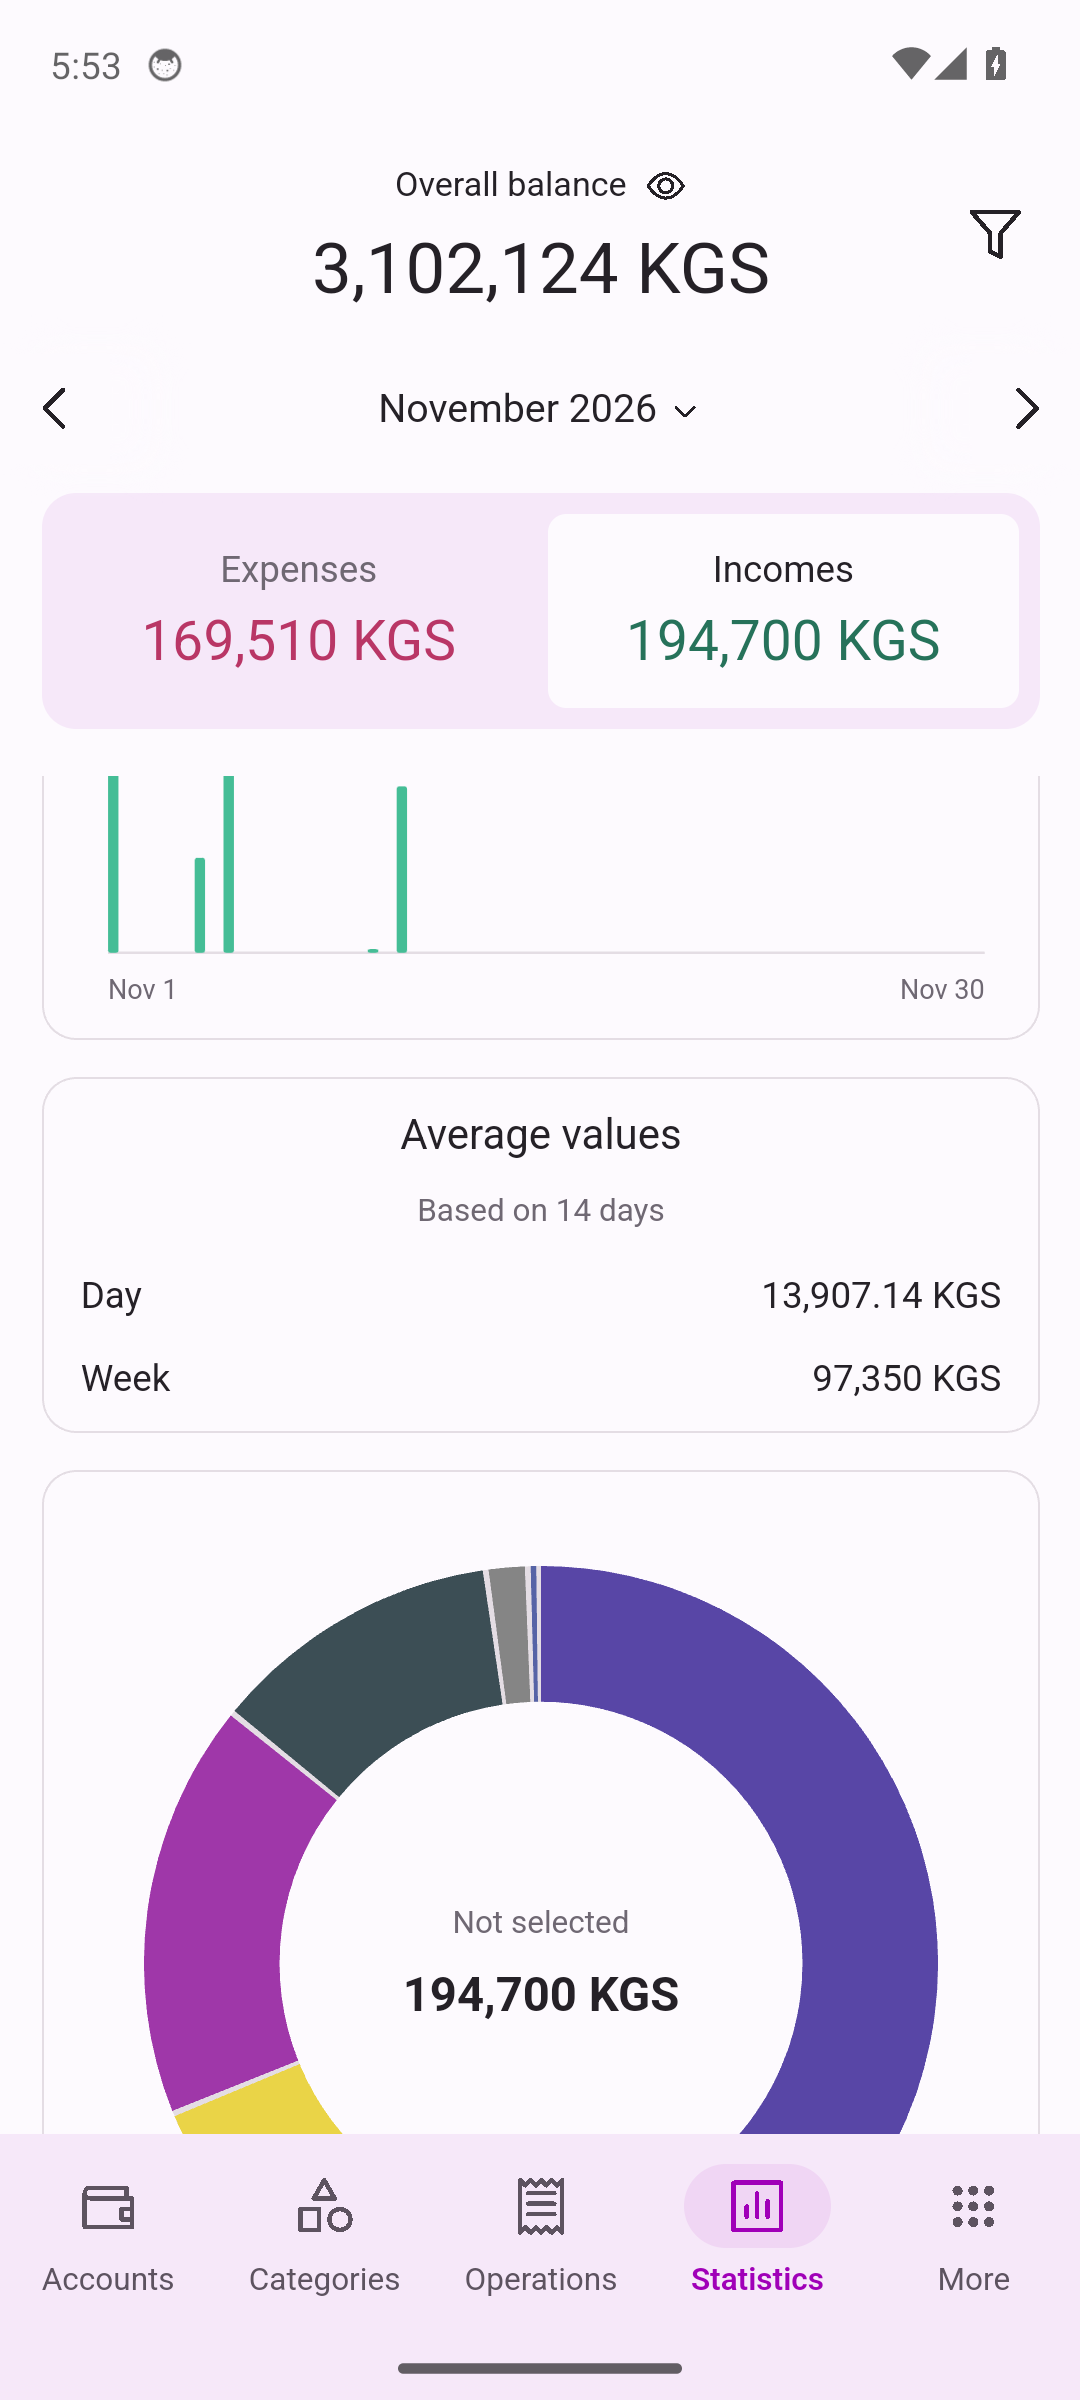 5:53
Overall balance
3,102,124 KGS
November 2026
Expenses
169,510 KGS
Incomes
194,700 KGS
Nov 1
Nov 30
Average values
Based on 14 days
Day
13,907.14 KGS
Week
97,350 KGS
Not selected
194,700 KGS
Accounts
Categories
Operations
Statistics
More